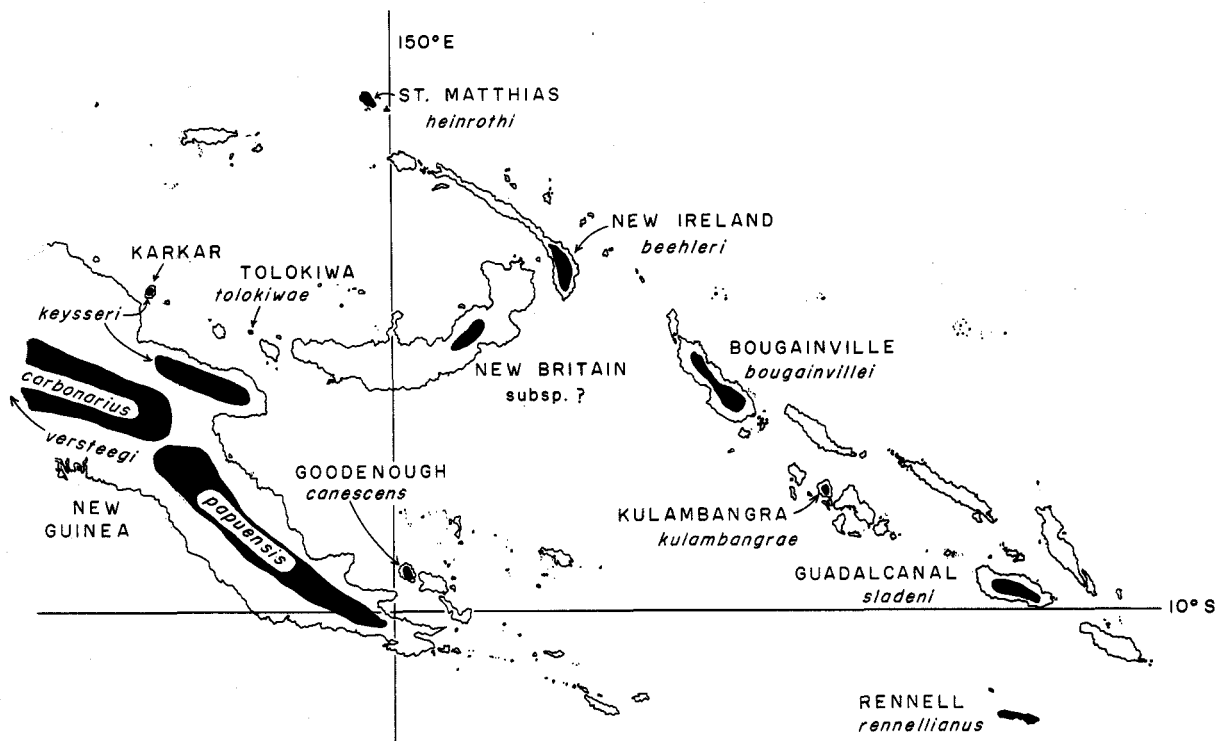 150°E
ST. MATTHIAS
heinrothi
NEW IRELAND
beehleri
KARKAR
TOLOKIWA
tolokiwae
keysseri
BOUGAINVILLE
bougainvillei
NEW BRITAIN
subsp. ?
carbonarius
versteegi
GOODENOUGH
canescens
NEW
GUINEA
papuensis
KULAMBANGRA
kulambangrae
GUADALCANAL
sladeni
10°S
RENNELL
rennellianus